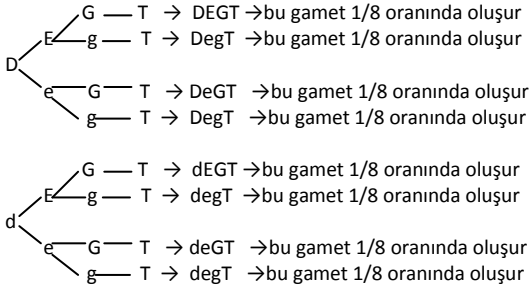 G T → DEGT →bu gamet 1/8 oranında oluşur
E g T → DegT →bu gamet 1/8 oranında oluşur
D
e G T → DeGT →bu gamet 1/8 oranında oluşur
g T → DegT →bu gamet 1/8 oranında oluşur
G T → dEGT →bu gamet 1/8 oranında oluşur
E g T → degT →bu gamet 1/8 oranında oluşur
d
e G T → deGT →bu gamet 1/8 oranında oluşur
g T → degT →bu gamet 1/8 oranında oluşur